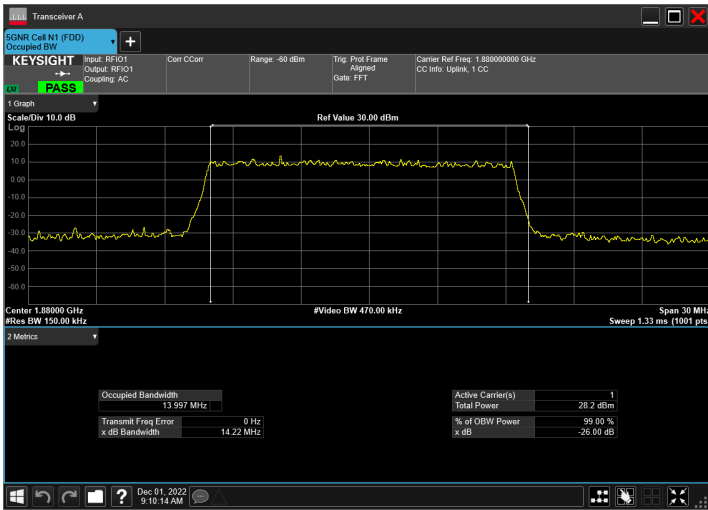 Transceiver A
5GNR Cell N1 (FDD)
Occupied BW
KEYSIGHT
LXI
PASS
Input: RFIO1
Output: RFIO1
Coupling: AC
Corr CCorr
Range: -60 dBm
Trig: Prot Frame
Aligned
Gate: FFT
Carrier Ref Freq: 1.880000000 GHz
CC Info: Uplink, 1 CC
1 Graph
Scale/Div 10.0 dB
Ref Value 30.00 dBm
Log
20.0
10.0
0.00
-10.0
-20.0
-30.0
-40.0
-50.0
-60.0
Center 1.88000 GHz
#Video BW 470.00 kHz
Span 30 MHz
#Res BW 150.00 kHz
Sweep 1.33 ms (1001 pts
2 Metrics
Occupied Bandwidth
13.997 MHz
Transmit Freq Error 0 Hz
x dB Bandwidth 14.22 MHz
Active Carrier(s) 1
Total Power 28.2 dBm
% of OBW Power 99.00 %
x dB -26.00 dB
?
Dec 01, 2022
9:10:14 AM